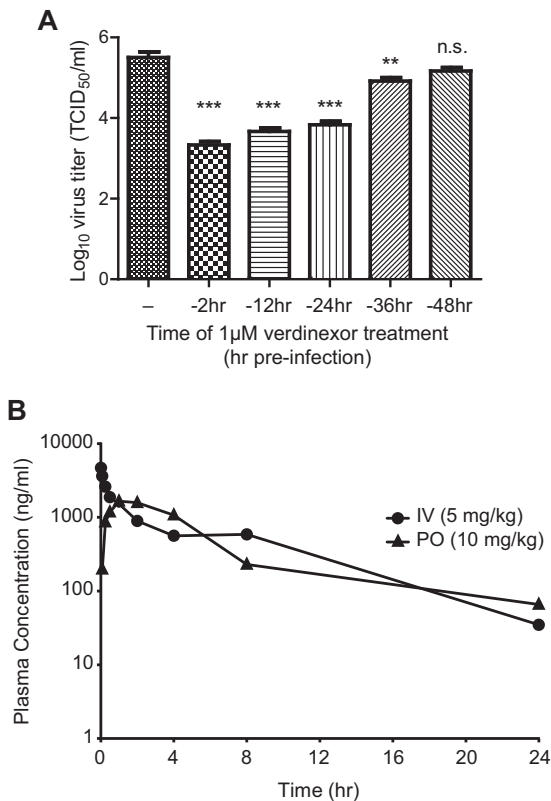 A
Log10 virus titer (TCID50/ml)
6
4
2
0
***
***
***
**
n.s.
– -2hr -12hr -24hr -36hr -48hr
Time of 1µM verdinexor treatment
(hr pre-infection)
B
Plasma Concentration (ng/ml)
10000
1000
100
10
1
IV (5 mg/kg)
PO (10 mg/kg)
0 4 8 12 16 20 24
Time (hr)